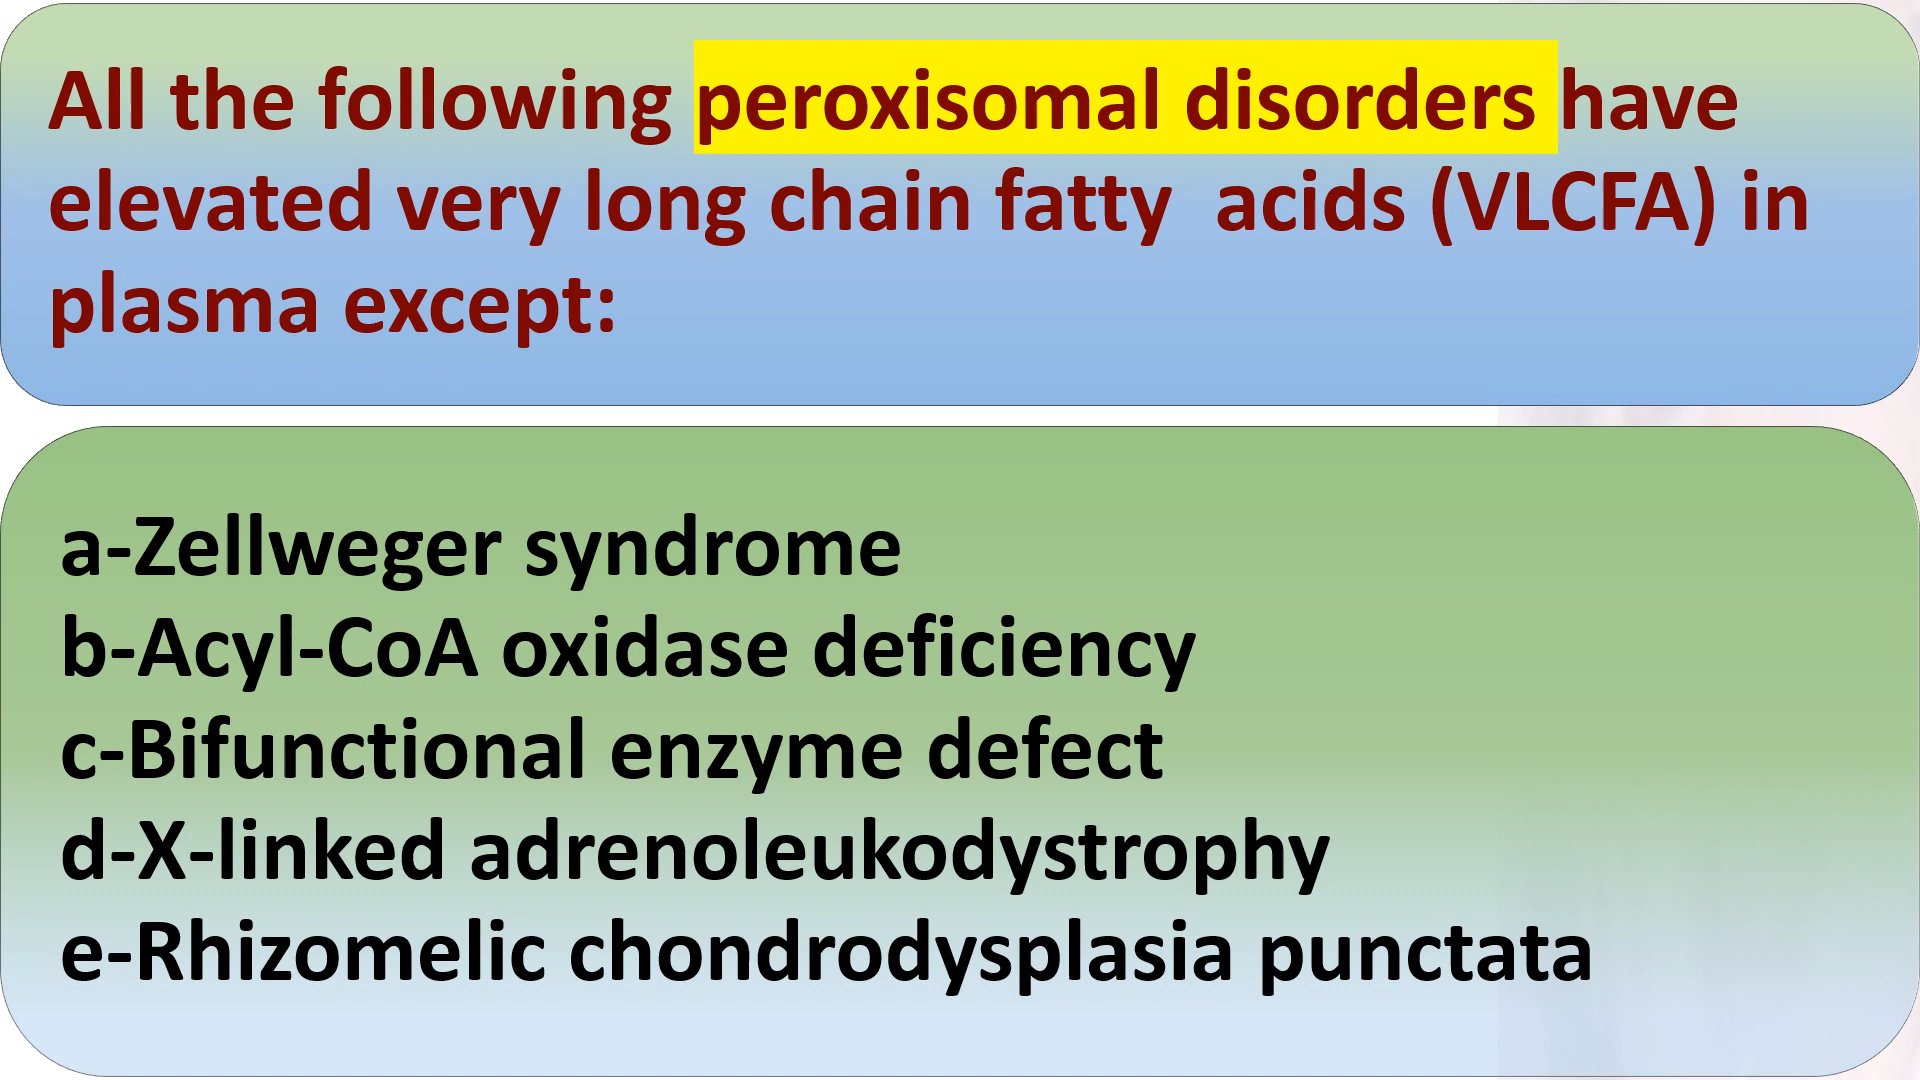 All the following peroxisomal disorders have
elevated very long chain fatty  acids (VLCFA) in
plasma except:
a-Zellweger syndrome
b-Acyl-CoA oxidase deficiency
c-Bifunctional enzyme defect
d-X-linked adrenoleukodystrophy
e-Rhizomelic chondrodysplasia punctata